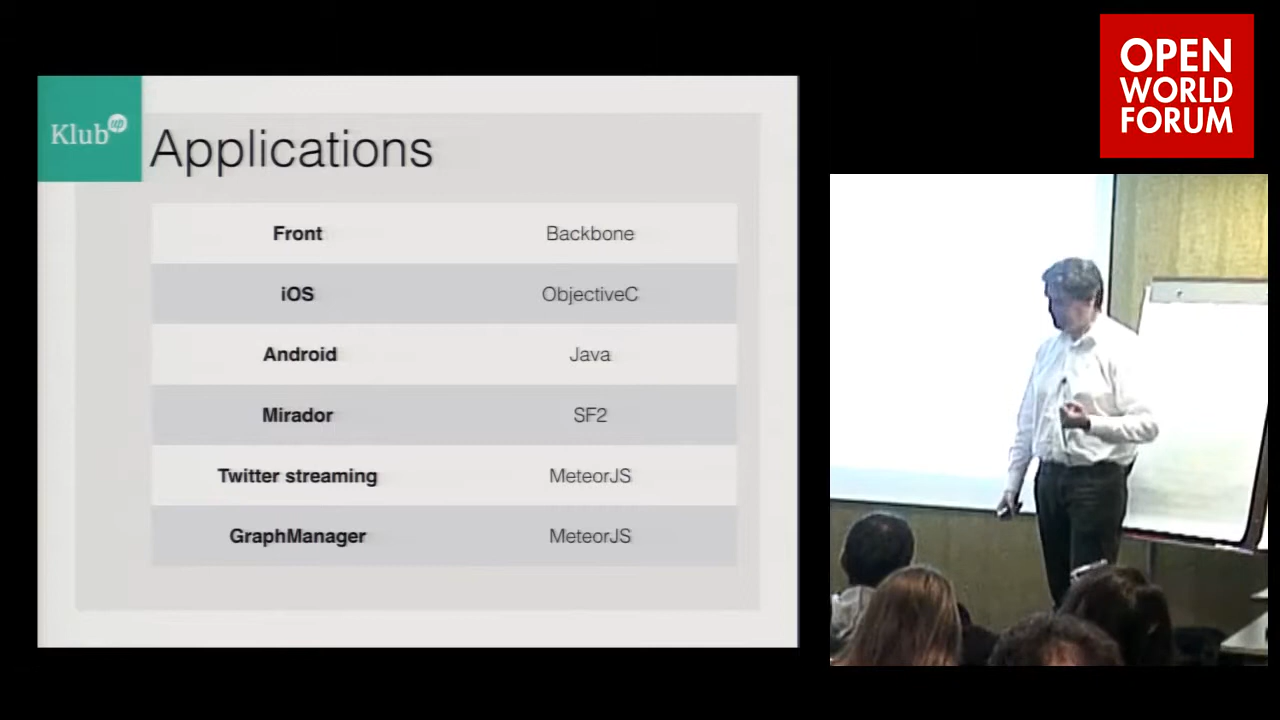 OPEN
WORLD
FORUM
Klub up
Applications
Front Backbone
iOS ObjectiveC
Android Java
Mirador SF2
Twitter streaming MeteorJS
GraphManager MeteorJS